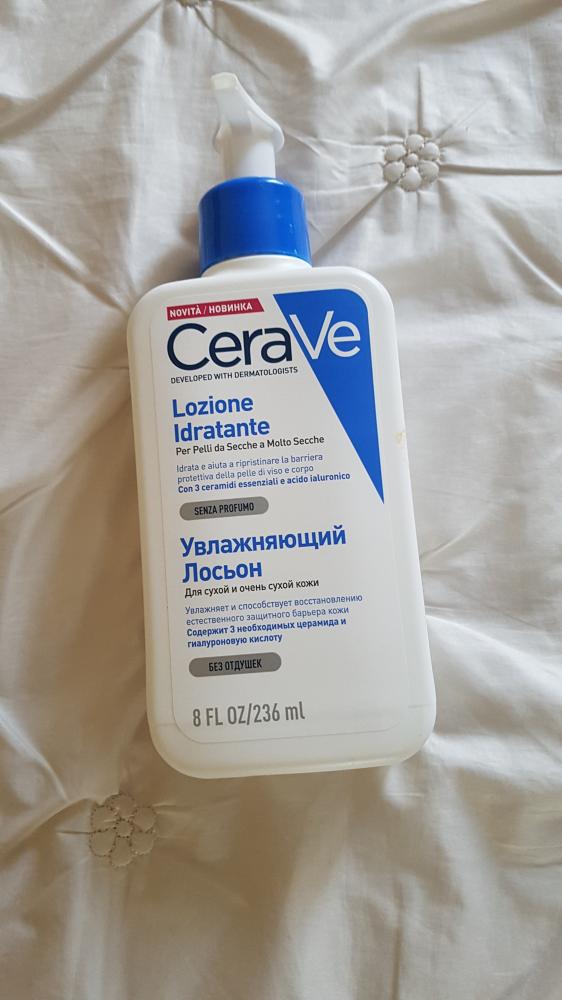 NOVITÀ / НОВИНКА
CeraVe
DEVELOPED WITH DERMATOLOGISTS
Lozione
Idratante
Per Pelli da Secche a Molto Secche
Idrata e aiuta a ripristinare la barriera
protettiva della pelle di viso e corpo
Con 3 ceramidi essenziali e acido ialuronico
SENZA PROFUMO
Увлажняющий
Лосьон
Для сухой и очень сухой кожи
Увлажняет и способствует восстановлению
естественного защитного барьера кожи
Содержит 3 необходимых церамида и
гиалуроновую кислоту
БЕЗ ОТДУШЕК
8 FL OZ/236 ml